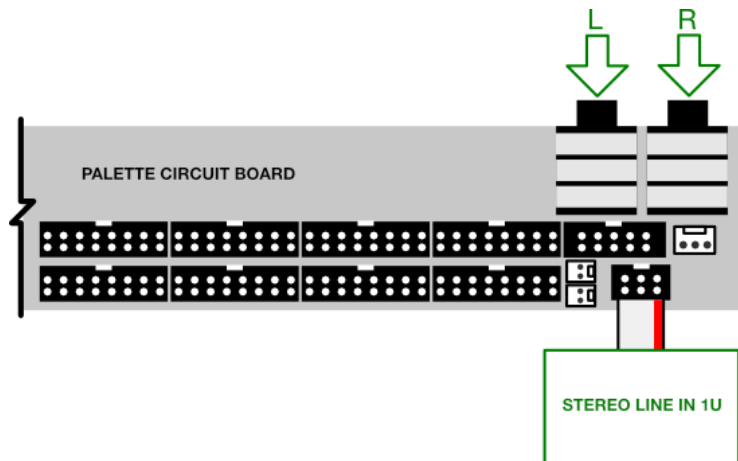 L R
PALETTE CIRCUIT BOARD
STEREO LINE IN 1U